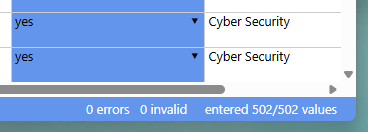 yes Cyber Security
yes Cyber Security
0 errors 0 invalid entered 502/502 values